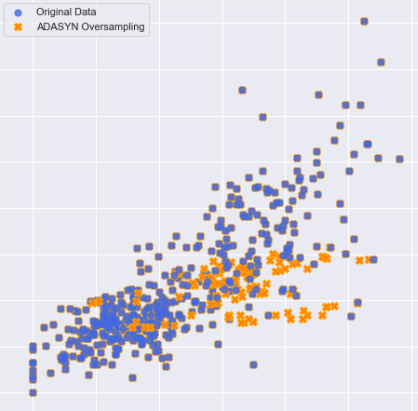 Original Data
ADASYN Oversampling